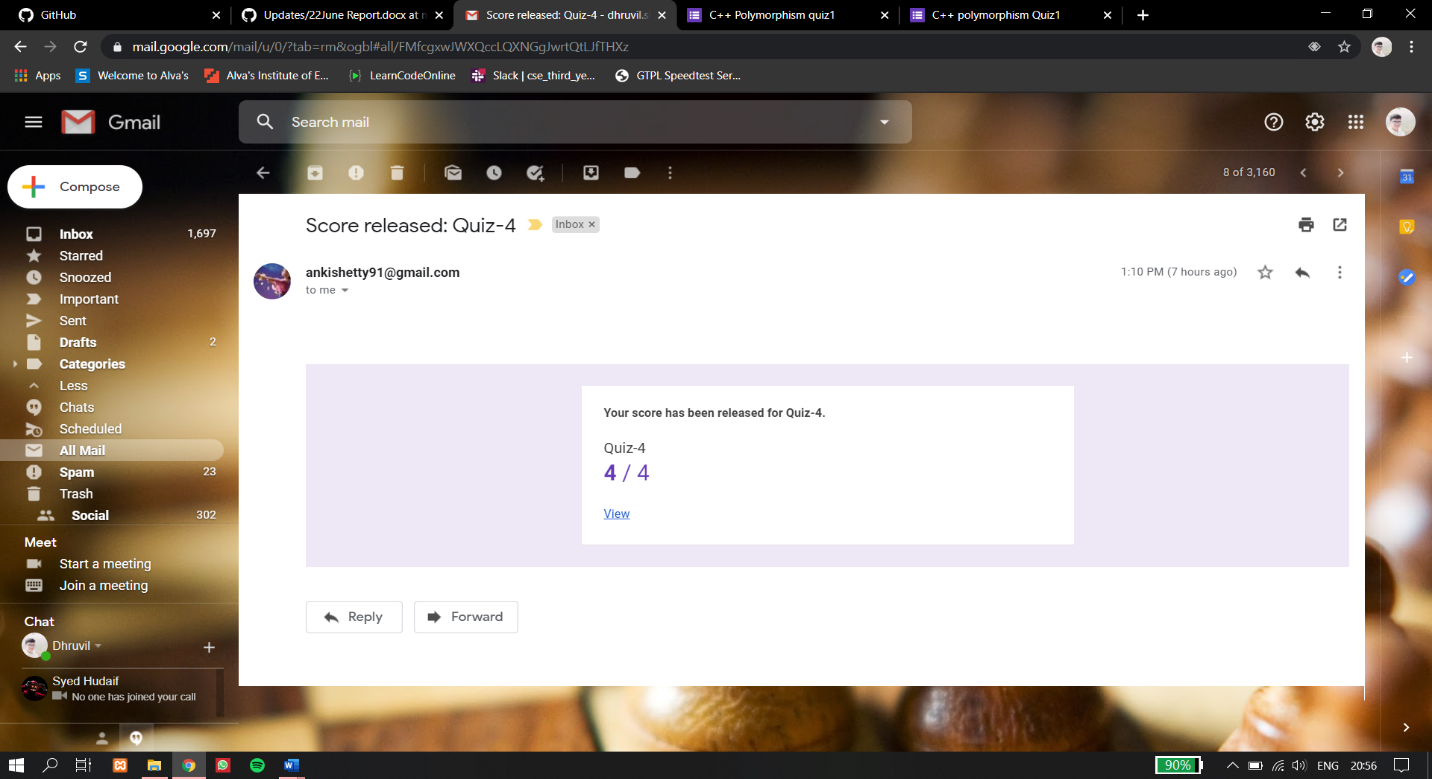 GitHub
Updates/22June Report.docx at m
Score released: Quiz-4 - dhruvil.s
C++ Polymorphism quiz1
C++ polymorphism Quiz1
mail.google.com/mail/u/0/?tab=rm&ogbl#all/FMfcgxwJWXQccLQXNGgJwrtQtLJfTHXz
Apps
Welcome to Alva's
Alva's Institute of E...
LearnCodeOnline
Slack | cse_third_ye...
GTPL Speedtest Ser...
Gmail
Search mail
Compose
8 of 3,160
31
Inbox 1,697
Starred
Snoozed
Important
Sent
Drafts 2
Categories
Less
Chats
Scheduled
All Mail
Spam 23
Trash
Social 302
Meet
Start a meeting
Join a meeting
Chat
Dhruvil
Syed Hudaif
No one has joined your call
Score released: Quiz-4 Inbox
ankishetty91@gmail.com
1:10 PM (7 hours ago)
to me
Your score has been released for Quiz-4.
Quiz-4
4 / 4
View
Reply
Forward
90%
ENG
20:56